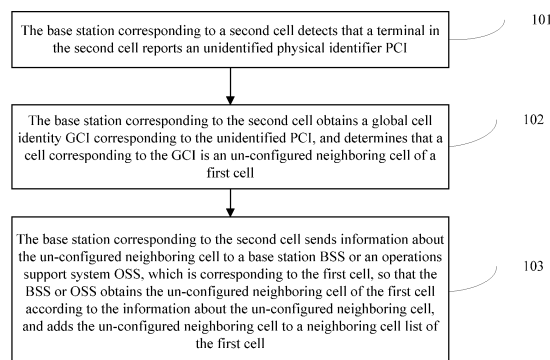 The base station corresponding to a second cell detects that a terminal in
the second cell reports an unidentified physical identifier PCI
101
The base station corresponding to the second cell obtains a global cell
identity GCI corresponding to the unidentified PCI, and determines that a
cell corresponding to the GCI is an un-configured neighboring cell of a
first cell
102
The base station corresponding to the second cell sends information about
the un-configured neighboring cell to a base station BSS or an operations
support system OSS, which is corresponding to the first cell, so that the
BSS or OSS obtains the un-configured neighboring cell of the first cell
according to the information about the un-configured neighboring cell,
and adds the un-configured neighboring cell to a neighboring cell list of
the first cell
103